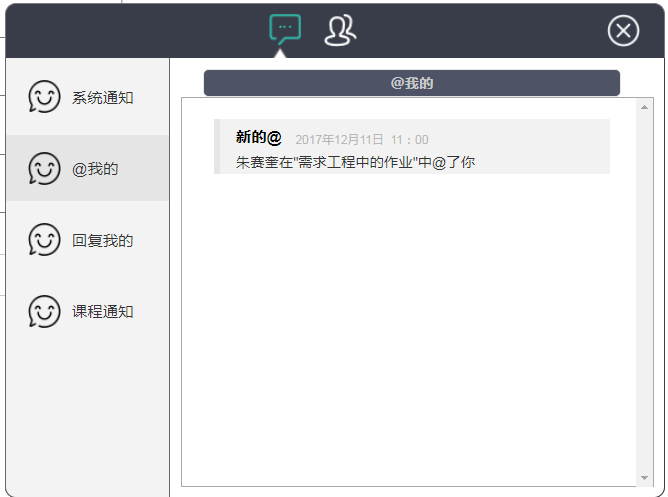 @我的
系统通知
@我的
回复我的
课程通知
新的@ 2017年12月11日 11：00
朱赛奎在"需求工程中的作业"中@了你